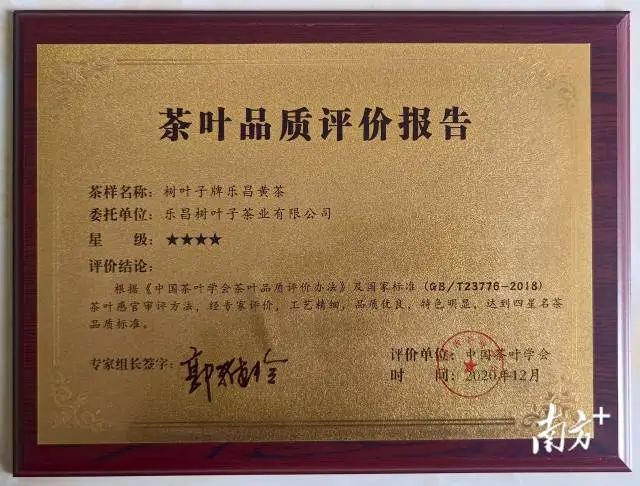 茶叶品质评价报告
茶样名称：树叶子牌乐昌黄茶
委托单位：乐昌树叶子茶业有限公司
星　级：★★★★
评价结论：
根据《中国茶叶学会茶叶品质评价办法》及国家标准（GB/T23776-2018）
茶叶感官审评方法，经专家评价，工艺精细，品质优良，特色明显，达到四星名茶
品质标准。
专家组长签字：
评价单位：中国茶叶学会
时　间：2020年12月
南方+